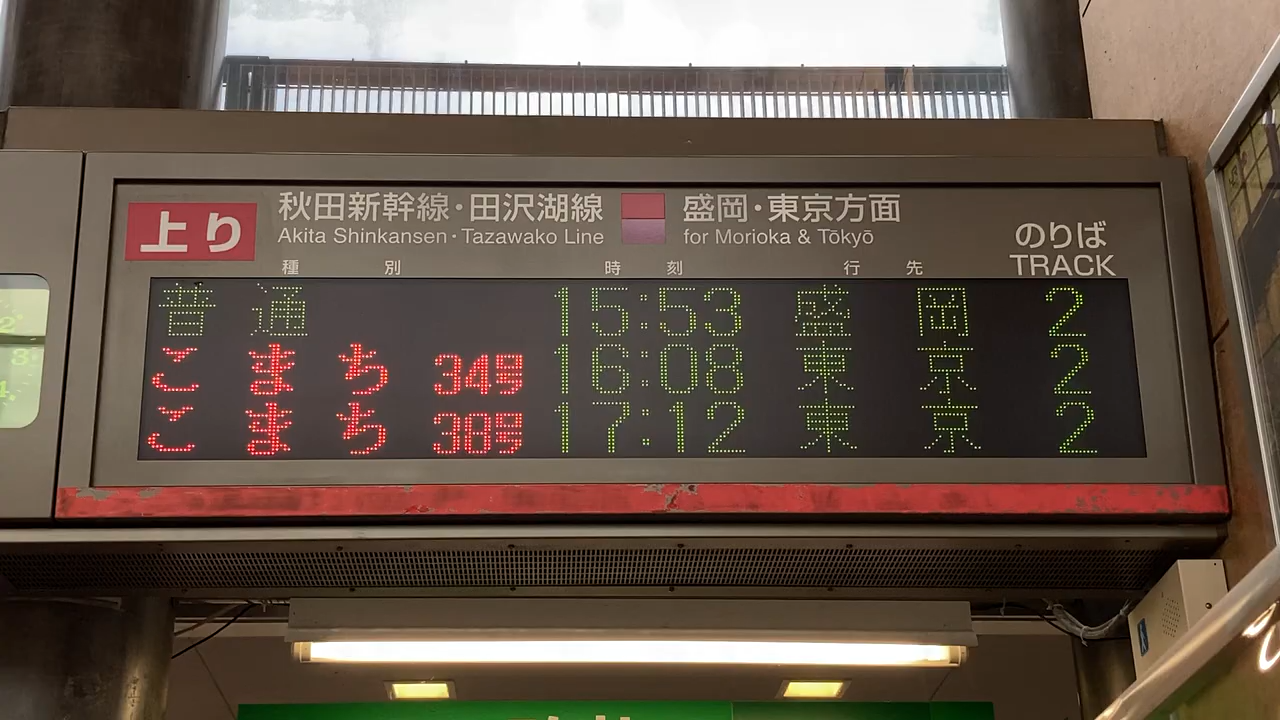 上り
秋田新幹線・田沢湖線 盛岡・東京方面
Akita Shinkansen・Tazawako Line for Morioka & Tōkyō
のりば
TRACK
種別 時刻 行先
普通 15:53 盛岡 2
こまち 34号 16:08 東京 2
こまち 38号 17:12 東京 2